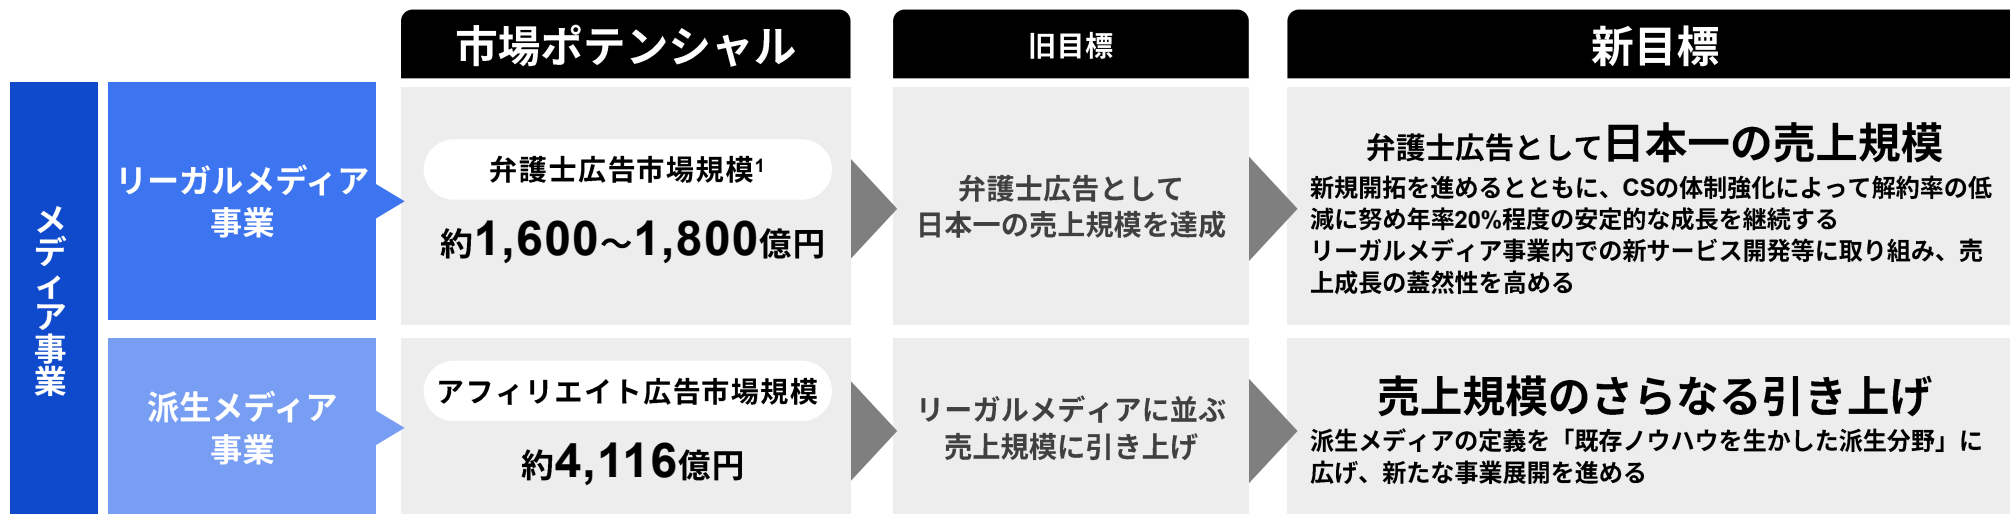 市場ポテンシャル
旧目標
新目標
メディア事業
リーガルメディア
事業
弁護士広告市場規模1
約1,600～1,800億円
弁護士広告として
日本一の売上規模を達成
弁護士広告として日本一の売上規模
新規開拓を進めるとともに、CSの体制強化によって解約率の低
減に努め年率20%程度の安定的な成長を継続する
リーガルメディア事業内での新サービス開発等に取り組み、売
上成長の蓋然性を高める
派生メディア
事業
アフィリエイト広告市場規模
約4,116億円
リーガルメディアに並ぶ
売上規模に引き上げ
売上規模のさらなる引き上げ
派生メディアの定義を「既存ノウハウを生かした派生分野」に
広げ、新たな事業展開を進める